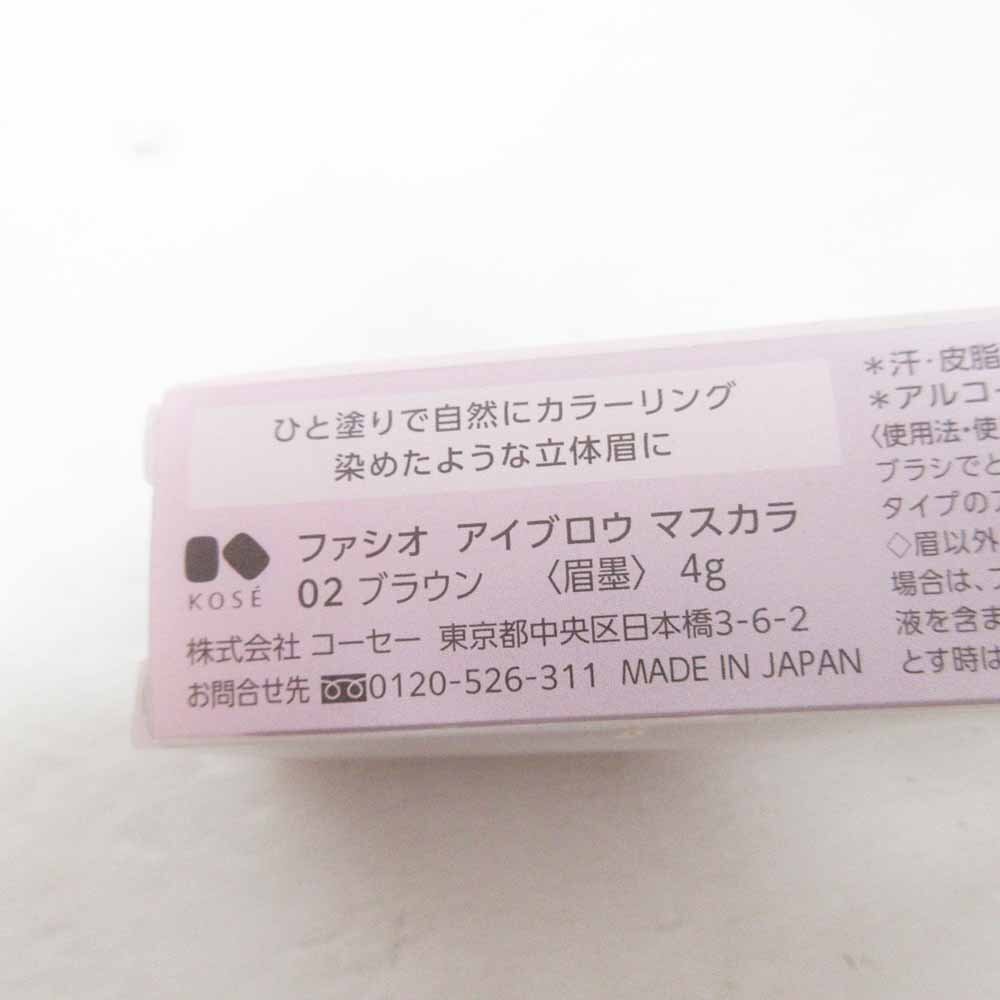 ひと塗りで自然にカラーリング
染めたような立体眉に
KOSÉ
ファシオ アイブロウ マスカラ
02 ブラウン 〈眉墨〉 4g
株式会社 コーセー 東京都中央区日本橋3-6-2
お問合せ先 0120-526-311 MADE IN JAPAN
＊汗・皮脂
＊アルコー
〈使用法・使
ブラシでと
タイプの
◇眉以外
場合は、
液を含ま
とす時は